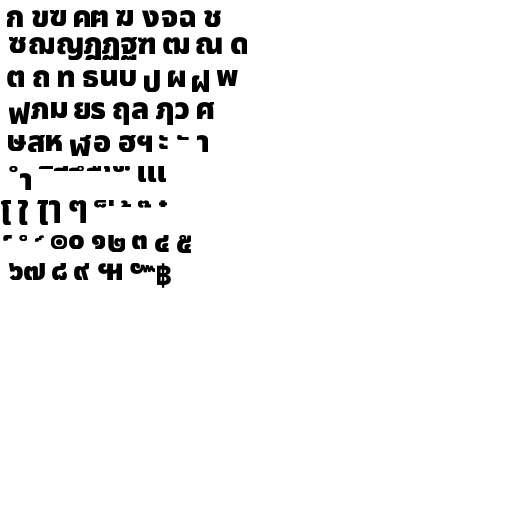 ก ขฃ คฅ ฆ งจฉ ช
ซฌญฎฏฐฑ ฒ ณ ด
ต ถ ท ธนบ ป ผ ฝ พ
ฟภม ยร ฤล ฦว ศ
ษสห ฬอ ฮฯ ะ ั า
ำ ิ ี ึ ื ุ ู ฺ เแ
โ ใ ไๅ ๆ ็ ่ ้ ๊ ๋
์ ํ ๎ ๏๐ ๑๒ ๓ ๔ ๕
๖๗ ๘ ๙ ๚ ๛฿